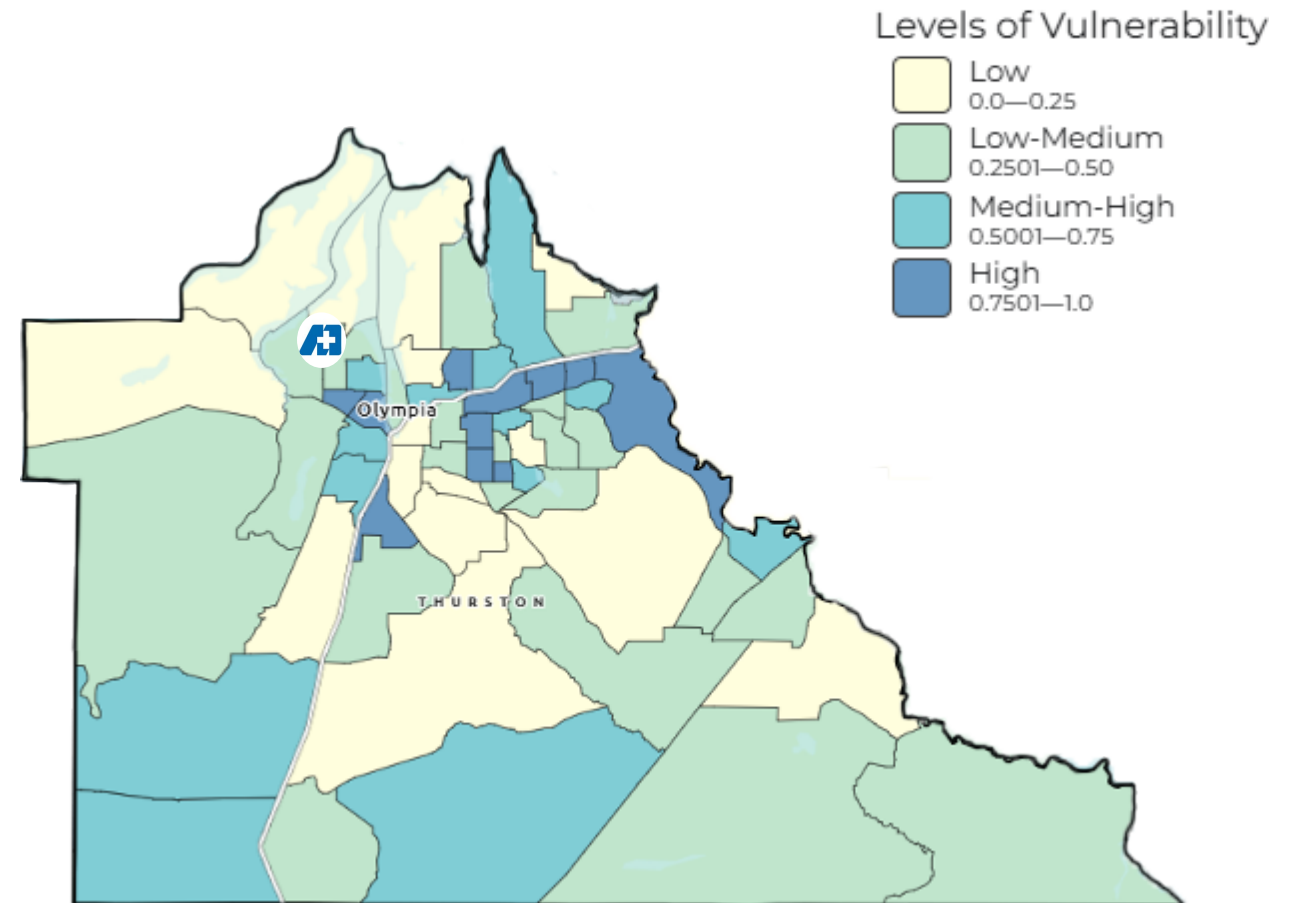 Levels of Vulnerability
Low
0.0—0.25
Low-Medium
0.2501—0.50
Medium-High
0.5001—0.75
High
0.7501—1.0
Olympia
THURSTON